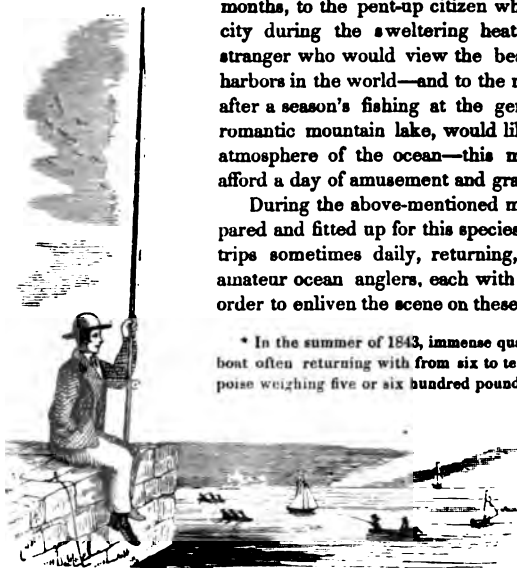 months, to the pent-up citizen wh
city during the sweltering heat
stranger who would view the be
harbors in the world—and to the r
after a season's fishing at the ger
romantic mountain lake, would lik
atmosphere of the ocean—this m
afford a day of amusement and gra
During the above-mentioned m
pared and fitted up for this species
trips sometimes daily, returning,
amateur ocean anglers, each with
order to enliven the scene on these
* In the summer of 1843, immense qua
boat often returning with from six to te
poise weighing five or six hundred pound